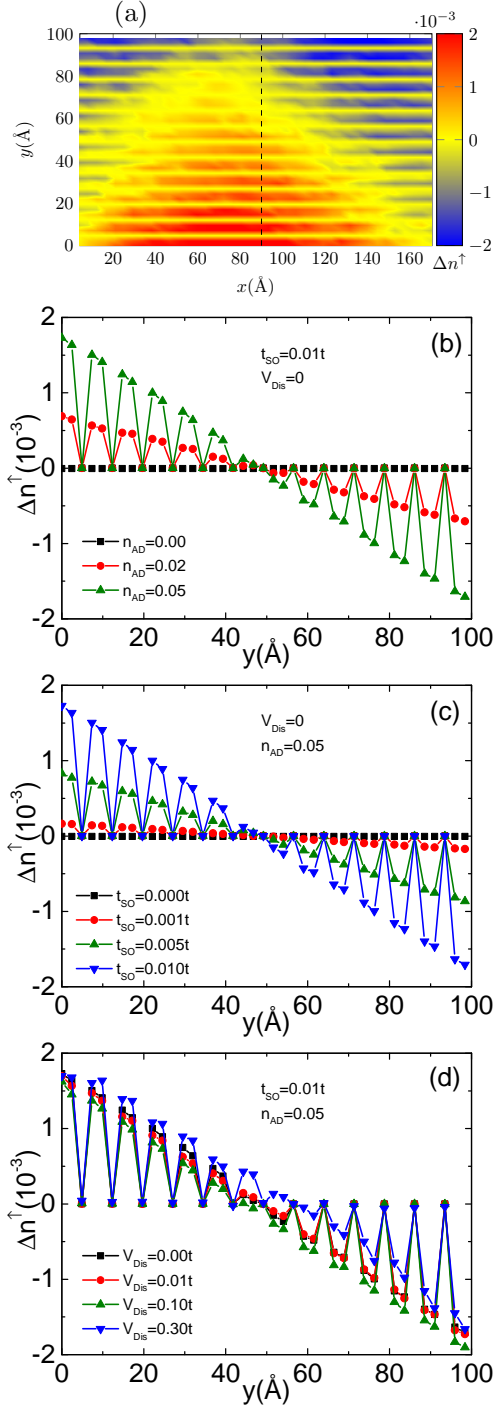 (a)
·10⁻³
100
80
60
40
20
0
y(Å)
20 40 60 80 100 120 140 160
x(Å)
2
1
0
−1
−2
Δn↑
(b)
t_SO=0.01t
V_Dis=0
2
1
0
-1
-2
Δn↑(10⁻³)
n_AD=0.00
n_AD=0.02
n_AD=0.05
0 20 40 60 80 100
y(Å)
(c)
V_Dis=0
n_AD=0.05
2
1
0
-1
-2
Δn↑(10⁻³)
t_SO=0.000t
t_SO=0.001t
t_SO=0.005t
t_SO=0.010t
0 20 40 60 80 100
y(Å)
(d)
t_SO=0.01t
n_AD=0.05
2
1
0
-1
-2
Δn↑(10⁻³)
V_Dis=0.00t
V_Dis=0.01t
V_Dis=0.10t
V_Dis=0.30t
0 20 40 60 80 100
y(Å)